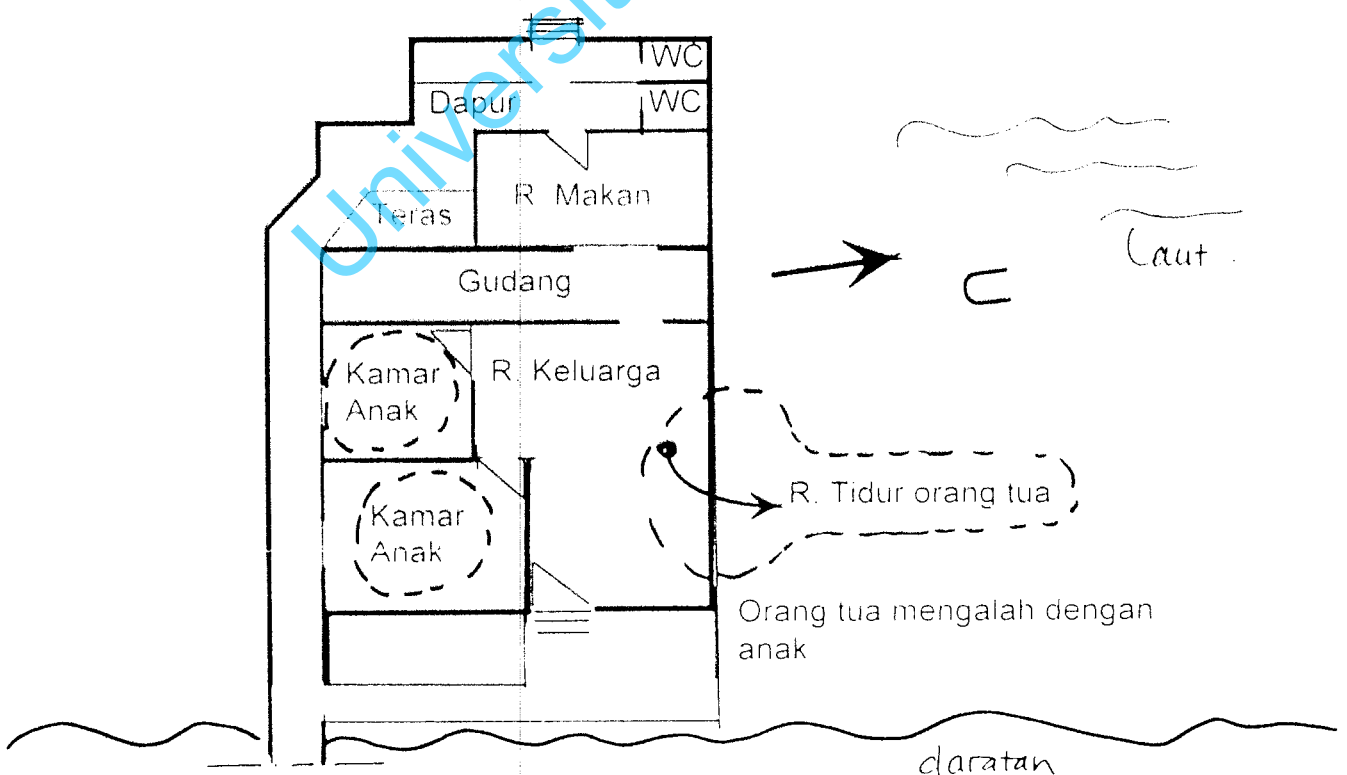 WC
Dapur
WC
R. Makan
Teras
Laut.
Gudang
Kamar
Anak
R. Keluarga
R. Tidur orang tua
Kamar
Anak
Orang tua mengalah dengan
anak
daratan